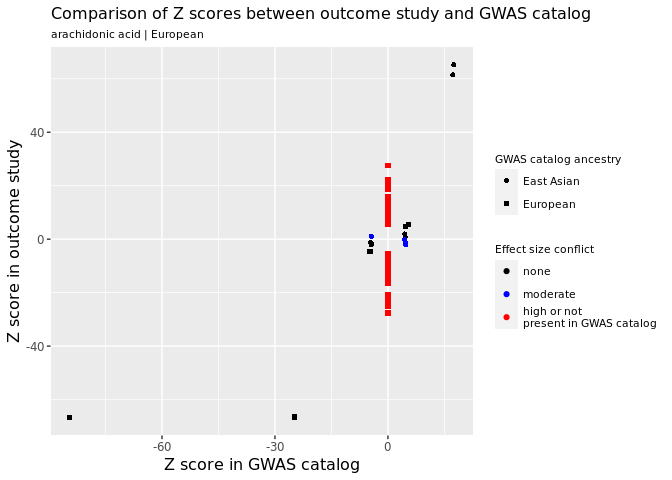 Comparison of Z scores between outcome study and GWAS catalog
arachidonic acid | European
Z score in outcome study
40
0
-40
-60
-30
0
Z score in GWAS catalog
GWAS catalog ancestry
East Asian
European
Effect size conflict
none
moderate
high or not
present in GWAS catalog